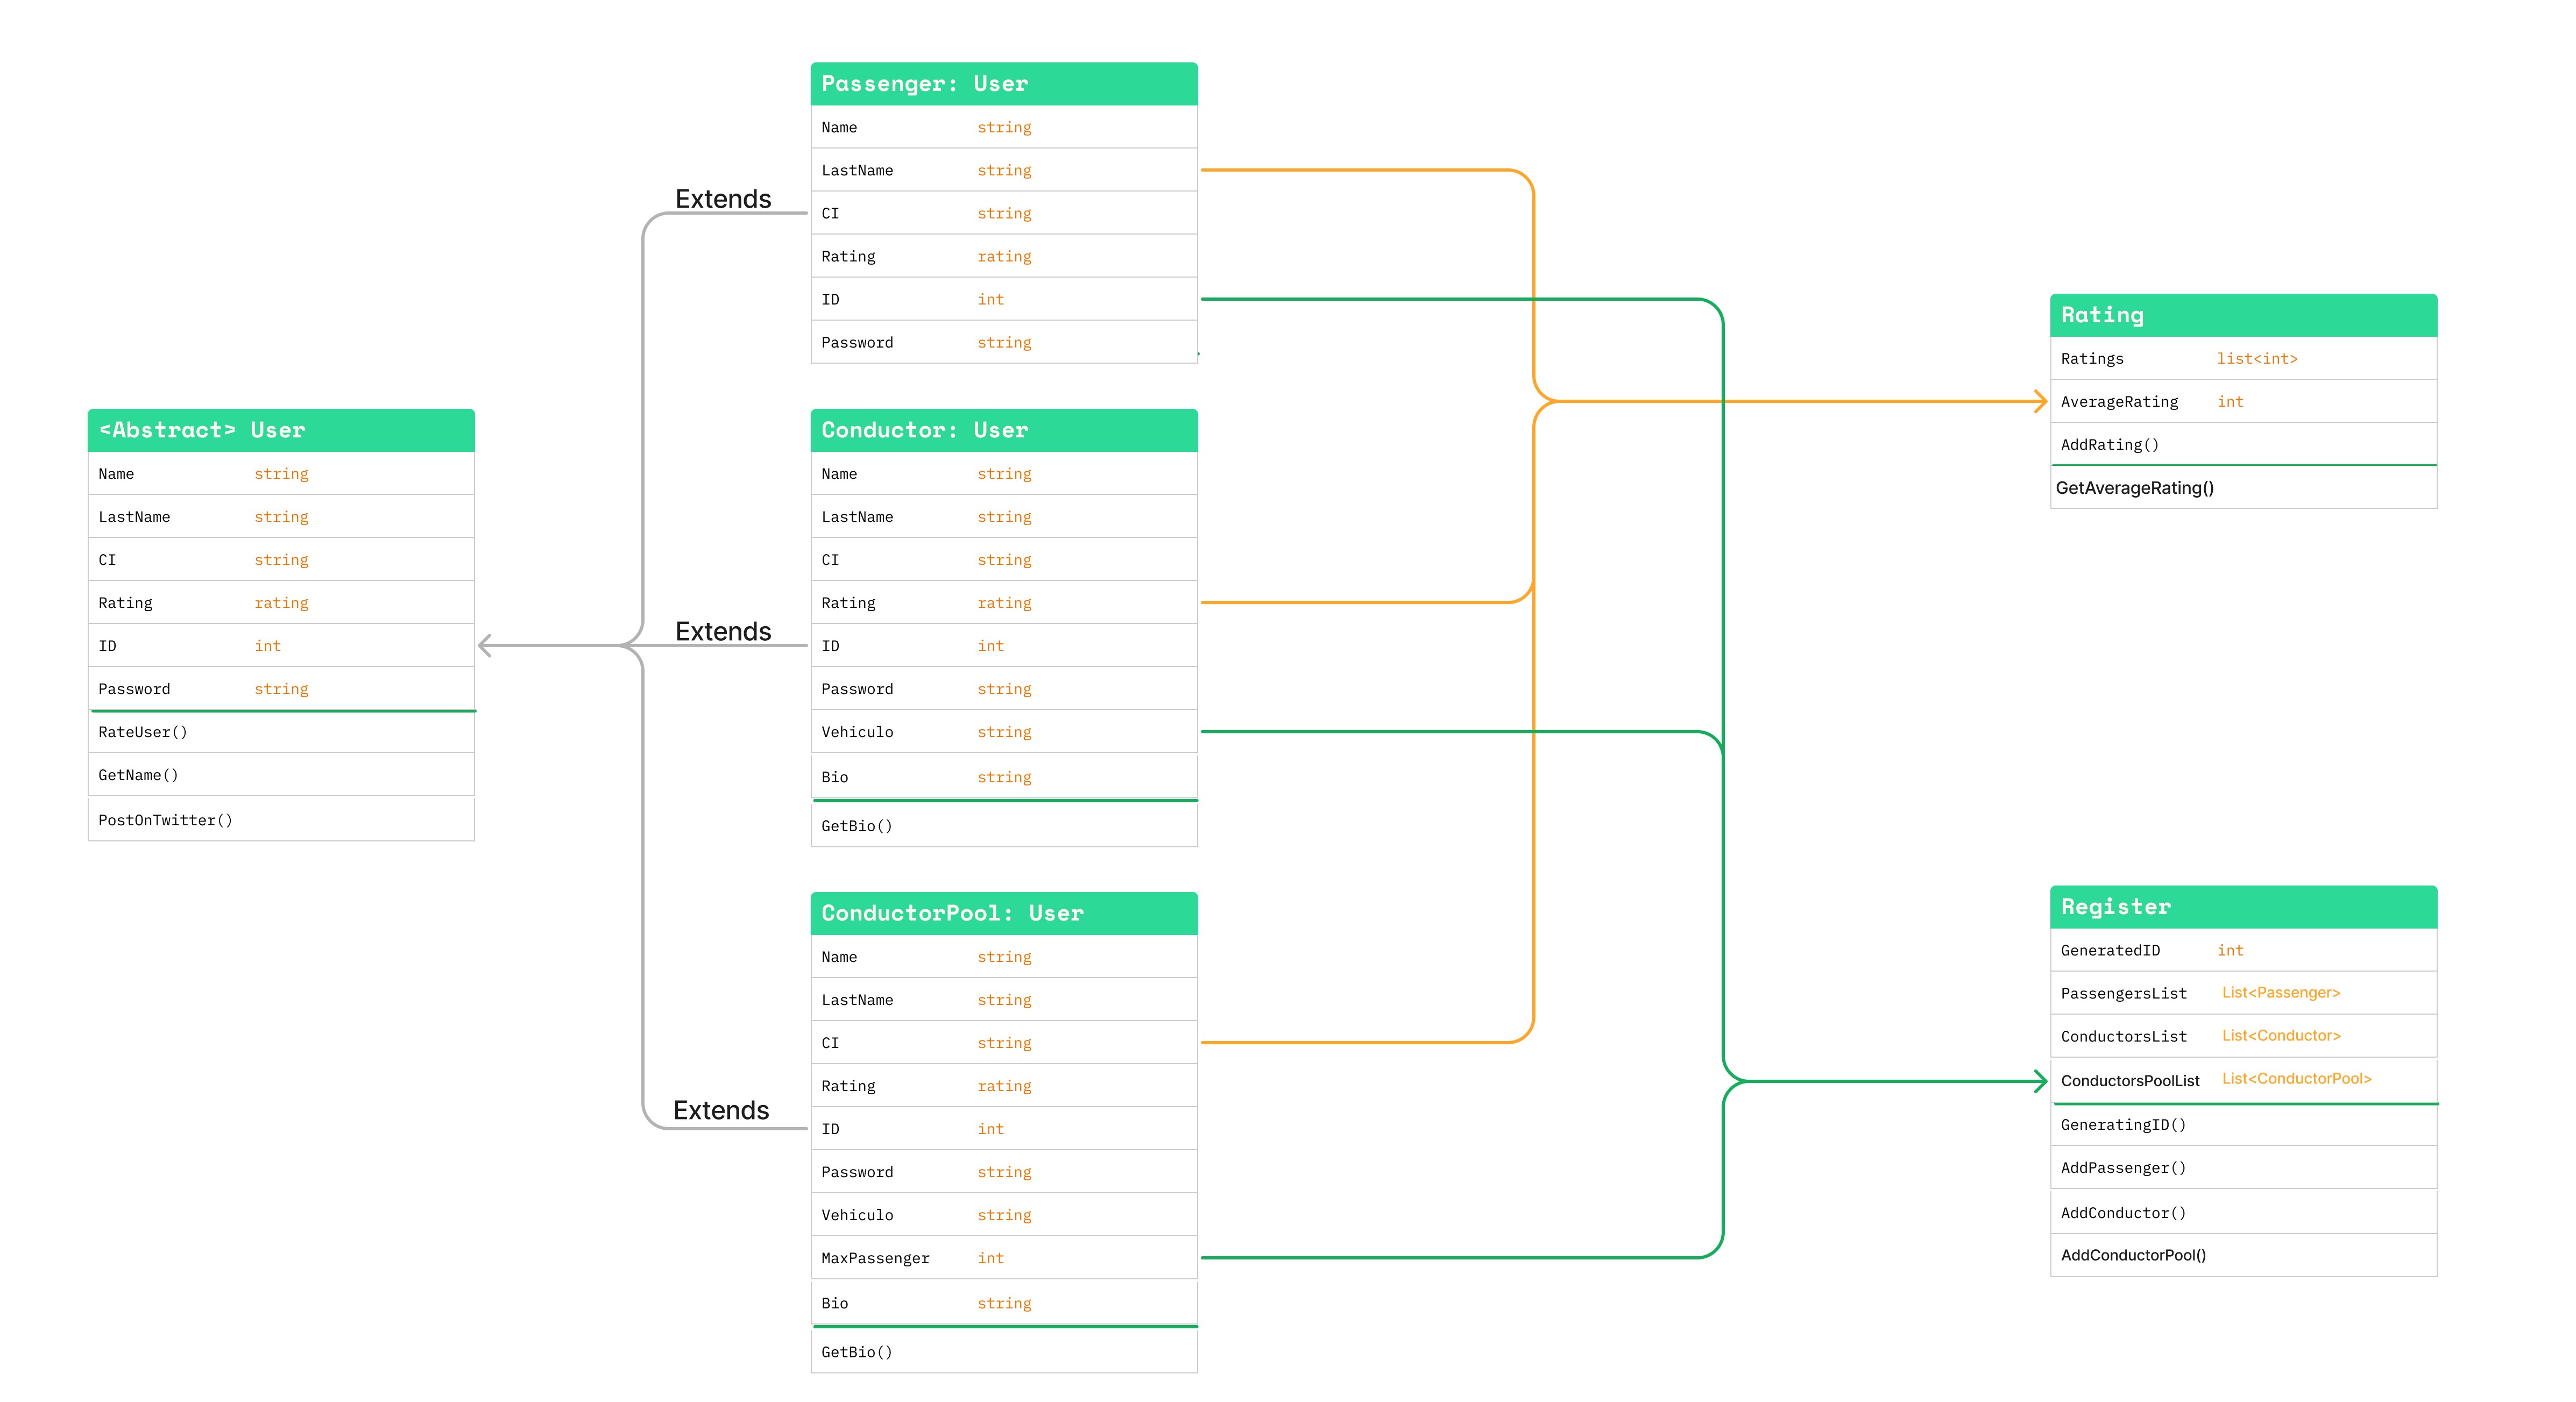 <Abstract> User
Name string
LastName string
CI string
Rating rating
ID int
Password string
RateUser()
GetName()
PostOnTwitter()
Extends
Extends
Extends
Passenger: User
Name string
LastName string
CI string
Rating rating
ID int
Password string
Conductor: User
Name string
LastName string
CI string
Rating rating
ID int
Password string
Vehiculo string
Bio string
GetBio()
ConductorPool: User
Name string
LastName string
CI string
Rating rating
ID int
Password string
Vehiculo string
MaxPassenger int
Bio string
GetBio()
Rating
Ratings list<int>
AverageRating int
AddRating()
GetAverageRating()
Register
GeneratedID int
PassengersList List<Passenger>
ConductorsList List<Conductor>
ConductorsPoolList List<ConductorPool>
GeneratingID()
AddPassenger()
AddConductor()
AddConductorPool()